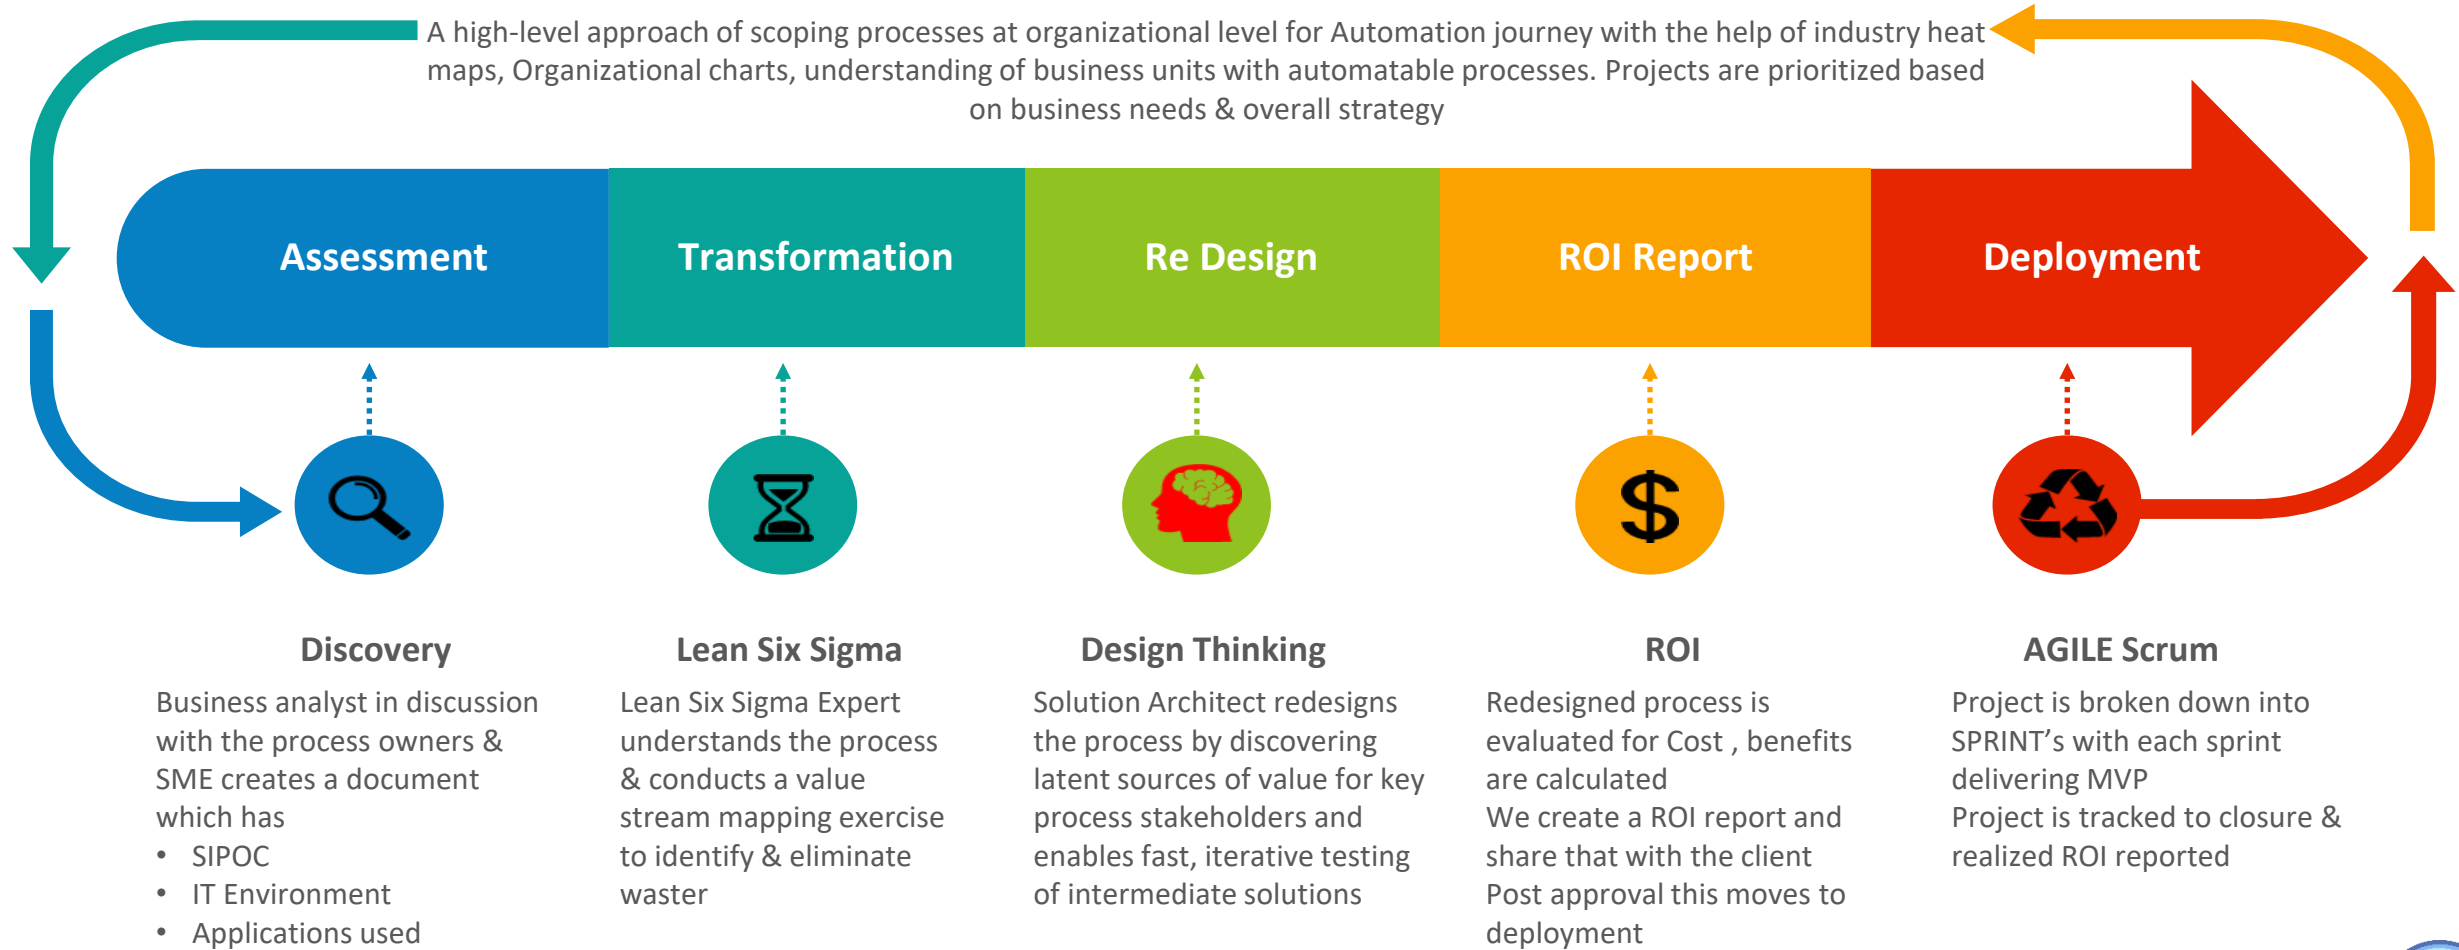 A high-level approach of scoping processes at organizational level for Automation journey with the help of industry heat
maps, Organizational charts, understanding of business units with automatable processes. Projects are prioritized based
on business needs & overall strategy
Assessment
Transformation
Re Design
ROI Report
Deployment
$
Discovery
Business analyst in discussion
with the process owners &
SME creates a document
which has
• SIPOC
• IT Environment
• Applications used
Lean Six Sigma
Lean Six Sigma Expert
understands the process
& conducts a value
stream mapping exercise
to identify & eliminate
waster
Design Thinking
Solution Architect redesigns
the process by discovering
latent sources of value for key
process stakeholders and
enables fast, iterative testing
of intermediate solutions
ROI
Redesigned process is
evaluated for Cost , benefits
are calculated
We create a ROI report and
share that with the client
Post approval this moves to
deployment
AGILE Scrum
Project is broken down into
SPRINT’s with each sprint
delivering MVP
Project is tracked to closure &
realized ROI reported